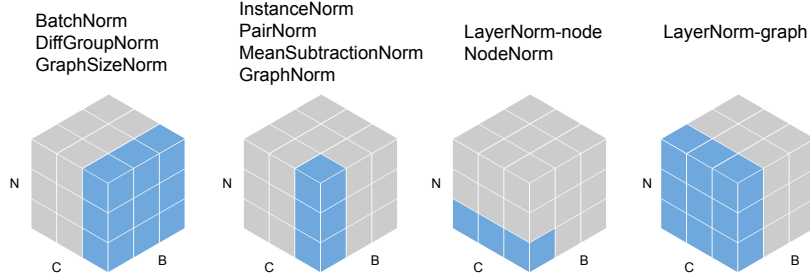 BatchNorm
DiffGroupNorm
GraphSizeNorm
InstanceNorm
PairNorm
MeanSubtractionNorm
GraphNorm
LayerNorm-node
NodeNorm
LayerNorm-graph
N
C
B
N
C
B
N
C
B
N
C
B